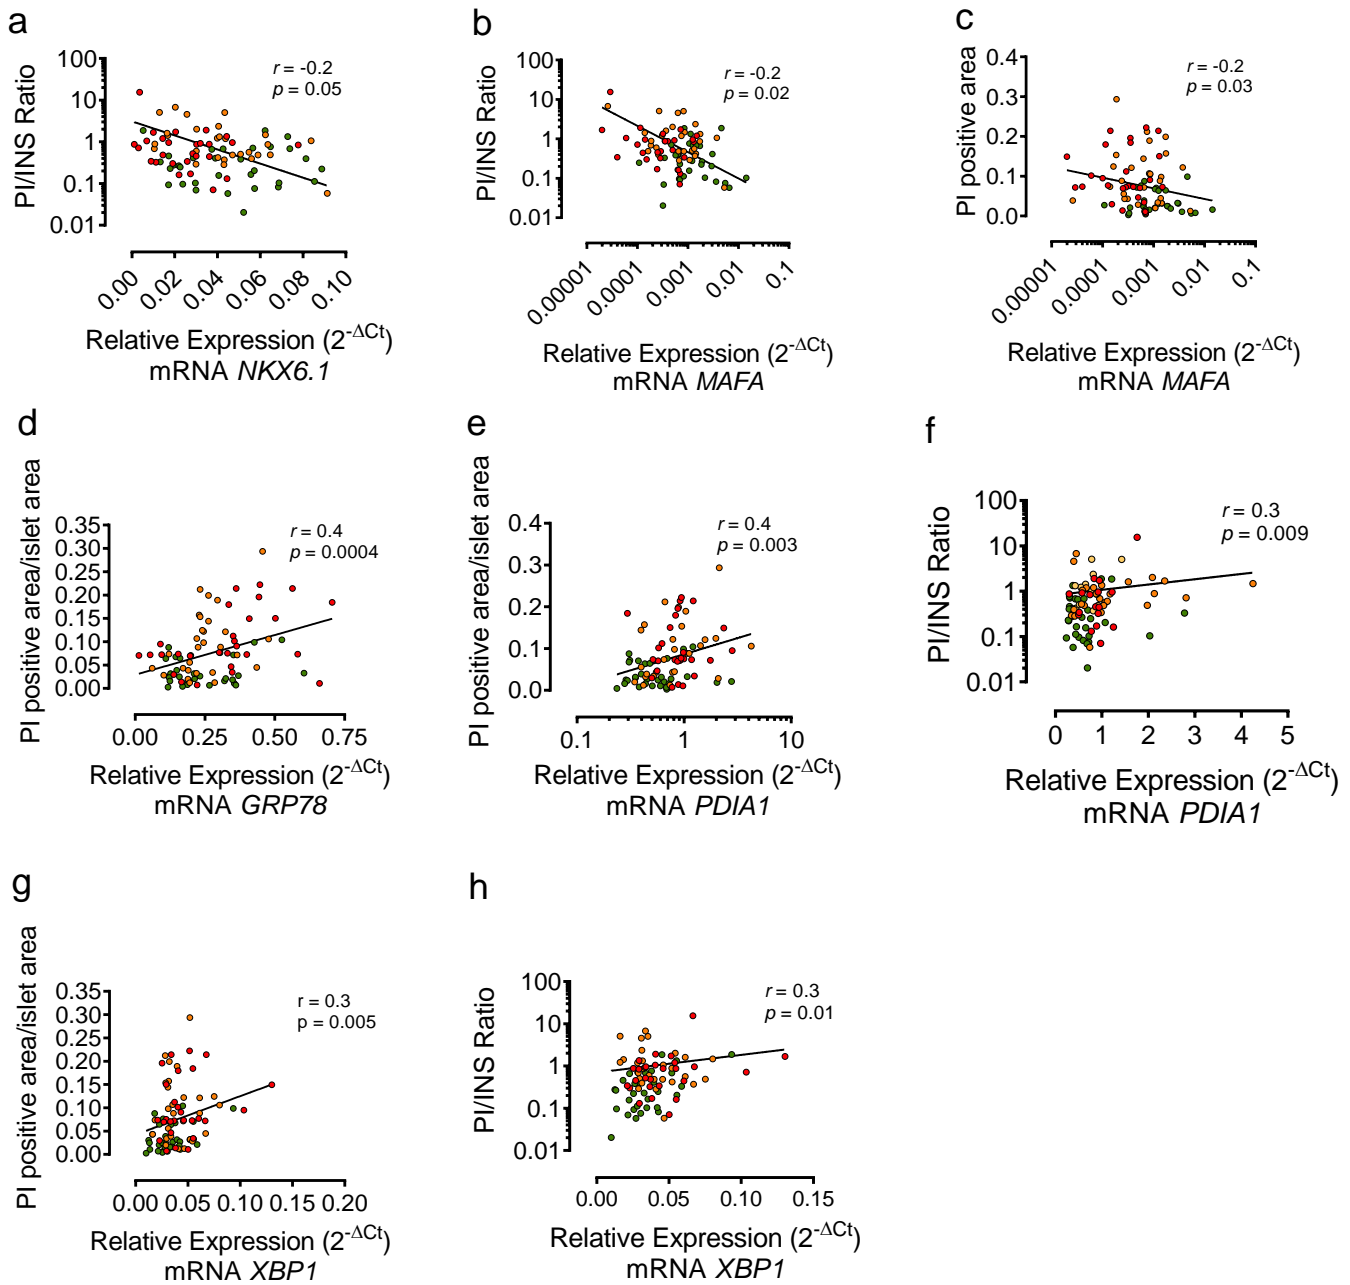 a
PI/INS Ratio
100
10
1
0.1
0.01
r = -0.2
p = 0.05
0.00
0.02
0.04
0.06
0.08
0.10
Relative Expression (2^-ΔCt)
mRNA NKX6.1
b
PI/INS Ratio
100
10
1
0.1
0.01
r = -0.2
p = 0.02
0.00001
0.0001
0.001
0.01
0.1
Relative Expression (2^-ΔCt)
mRNA MAFA
c
PI positive area
0.4
0.3
0.2
0.1
0.0
r = -0.2
p = 0.03
0.00001
0.0001
0.001
0.01
0.1
Relative Expression (2^-ΔCt)
mRNA MAFA
d
PI positive area/islet area
0.35
0.30
0.25
0.20
0.15
0.10
0.05
0.00
r = 0.4
p = 0.0004
0.00 0.25 0.50 0.75
Relative Expression (2^-ΔCt)
mRNA GRP78
e
PI positive area/islet area
0.4
0.3
0.2
0.1
0.0
r = 0.4
p = 0.003
0.1 1 10
Relative Expression (2^-ΔCt)
mRNA PDIA1
f
PI/INS Ratio
100
10
1
0.1
0.01
r = 0.3
p = 0.009
0 1 2 3 4 5
Relative Expression (2^-ΔCt)
mRNA PDIA1
g
PI positive area/islet area
0.35
0.30
0.25
0.20
0.15
0.10
0.05
0.00
r = 0.3
p = 0.005
0.00 0.05 0.10 0.15 0.20
Relative Expression (2^-ΔCt)
mRNA XBP1
h
PI/INS Ratio
100
10
1
0.1
0.01
r = 0.3
p = 0.01
0.00 0.05 0.10 0.15
Relative Expression (2^-ΔCt)
mRNA XBP1